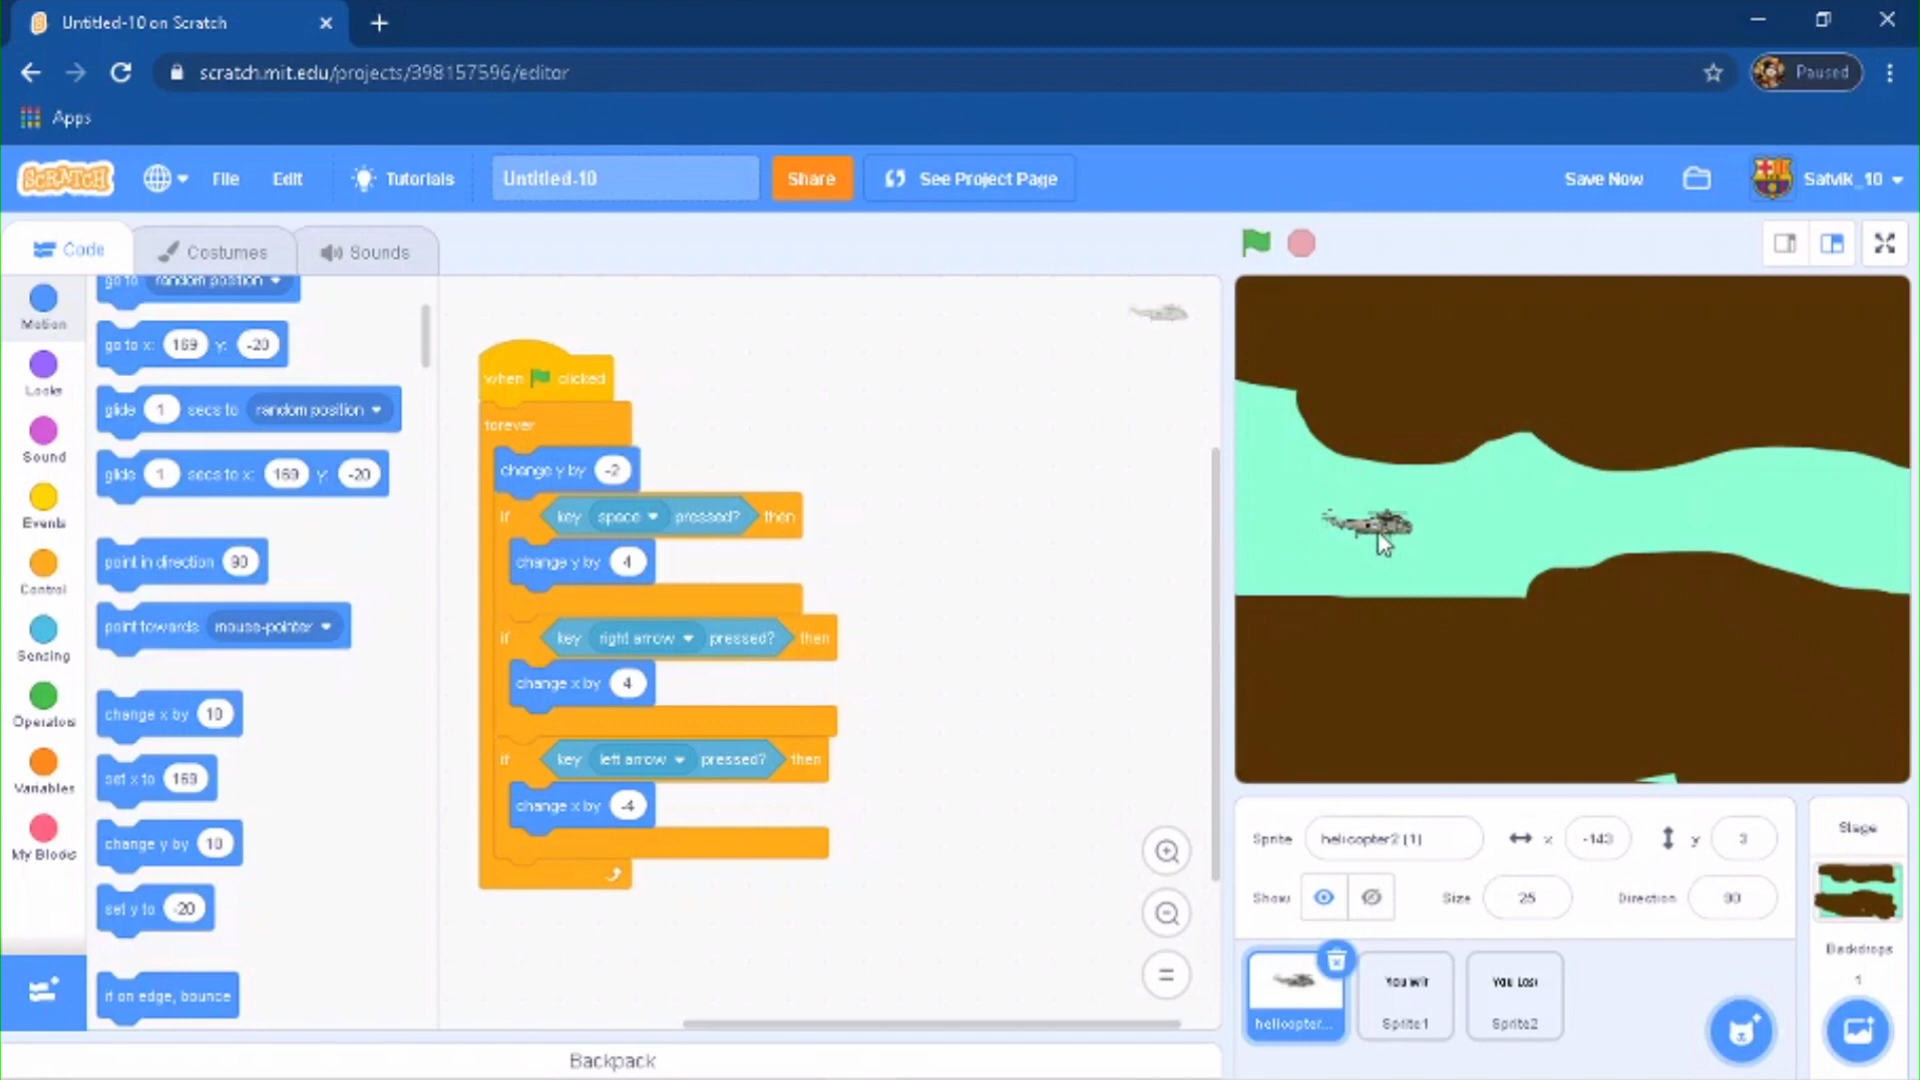 Untitled-10 on Scratch
scratch.mit.edu/projects/398157596/editor
Paused
Apps
SCRATCH
File
Edit
Tutorials
Untitled-10
Share
See Project Page
Save Now
Satvik_10
Code
Costumes
Sounds
Motion
Looks
Sound
Events
Control
Sensing
Operators
Variables
My Blocks
go to random position
go to x: 169 y: -20
glide 1 secs to random position
glide 1 secs to x: 169 y: -20
point in direction 90
point towards mouse-pointer
change x by 10
set x to 169
change y by 10
set y to -20
if on edge, bounce
when clicked
forever
change y by -2
if key space pressed? then
change y by 4
if key right arrow pressed? then
change x by 4
if key left arrow pressed? then
change x by -4
Backpack
Sprite helicopter2 (1) x -143 y 3
Show Size 25 Direction 90
helicopter...
You Wi
Sprite1
You Los
Sprite2
Stage
Backdrops
1